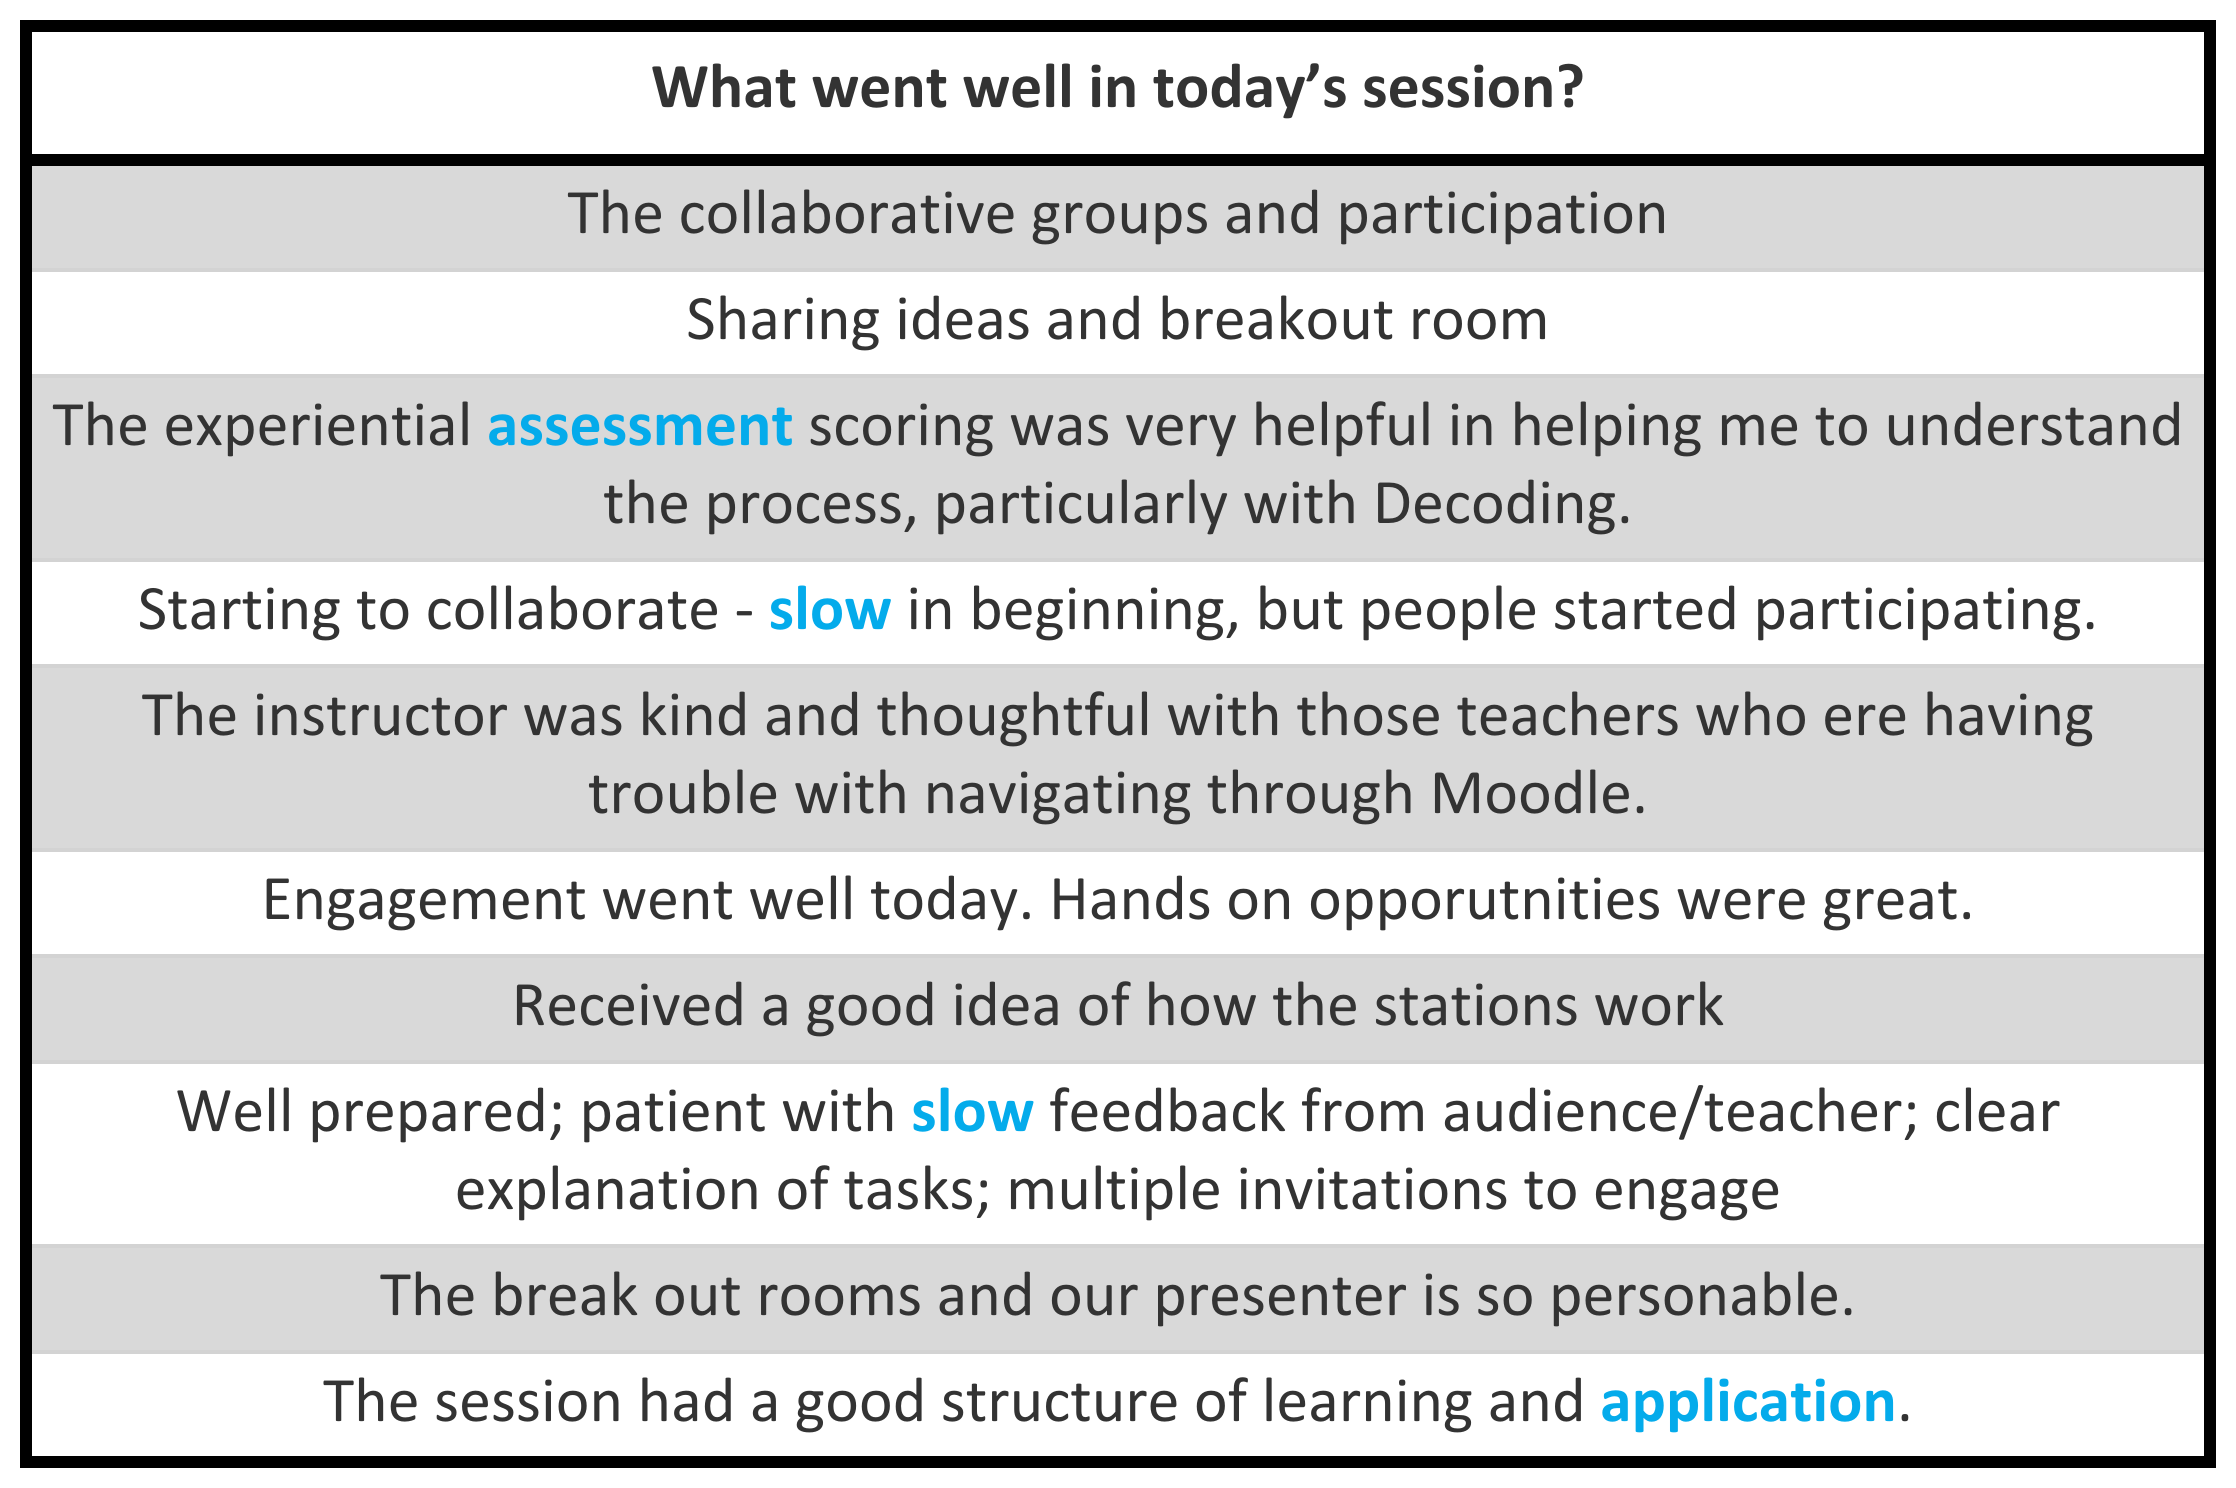 What went well in today’s session?
The collaborative groups and participation
Sharing ideas and breakout room
The experiential assessment scoring was very helpful in helping me to understand
the process, particularly with Decoding.
Starting to collaborate - slow in beginning, but people started participating.
The instructor was kind and thoughtful with those teachers who ere having
trouble with navigating through Moodle.
Engagement went well today. Hands on opporutnities were great.
Received a good idea of how the stations work
Well prepared; patient with slow feedback from audience/teacher; clear
explanation of tasks; multiple invitations to engage
The break out rooms and our presenter is so personable.
The session had a good structure of learning and application.